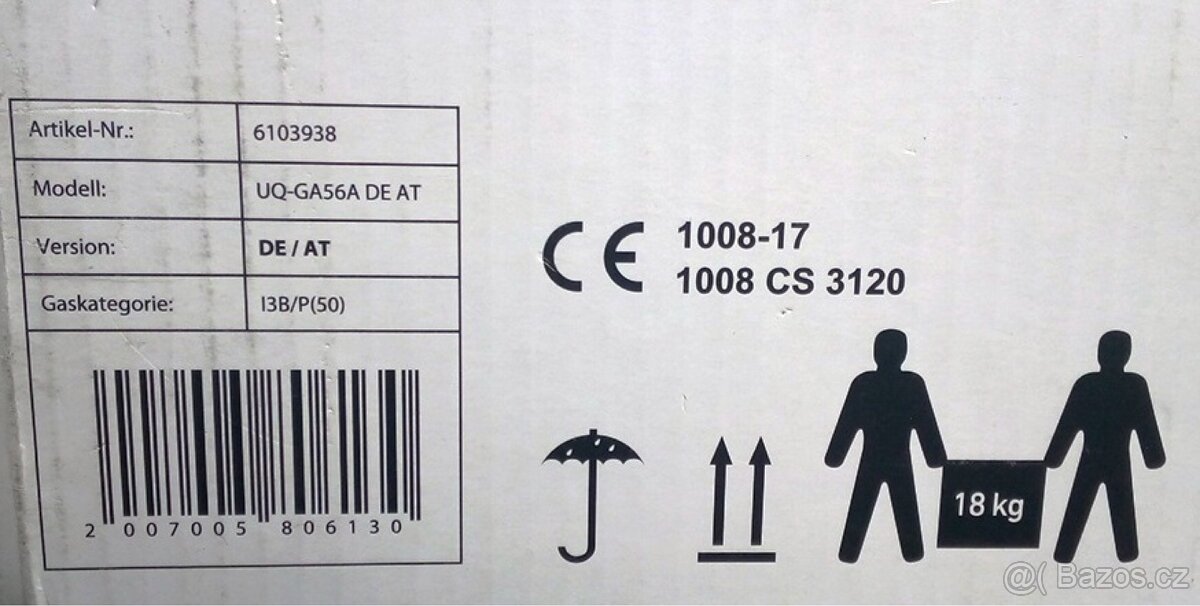 Artikel-Nr.: 6103938
Modell: UQ-GA56A DE AT
Version: DE / AT
Gaskategorie: I3B/P(50)
2 007005 806130
CE 1008-17
1008 CS 3120
18 kg
@( Bazos.cz